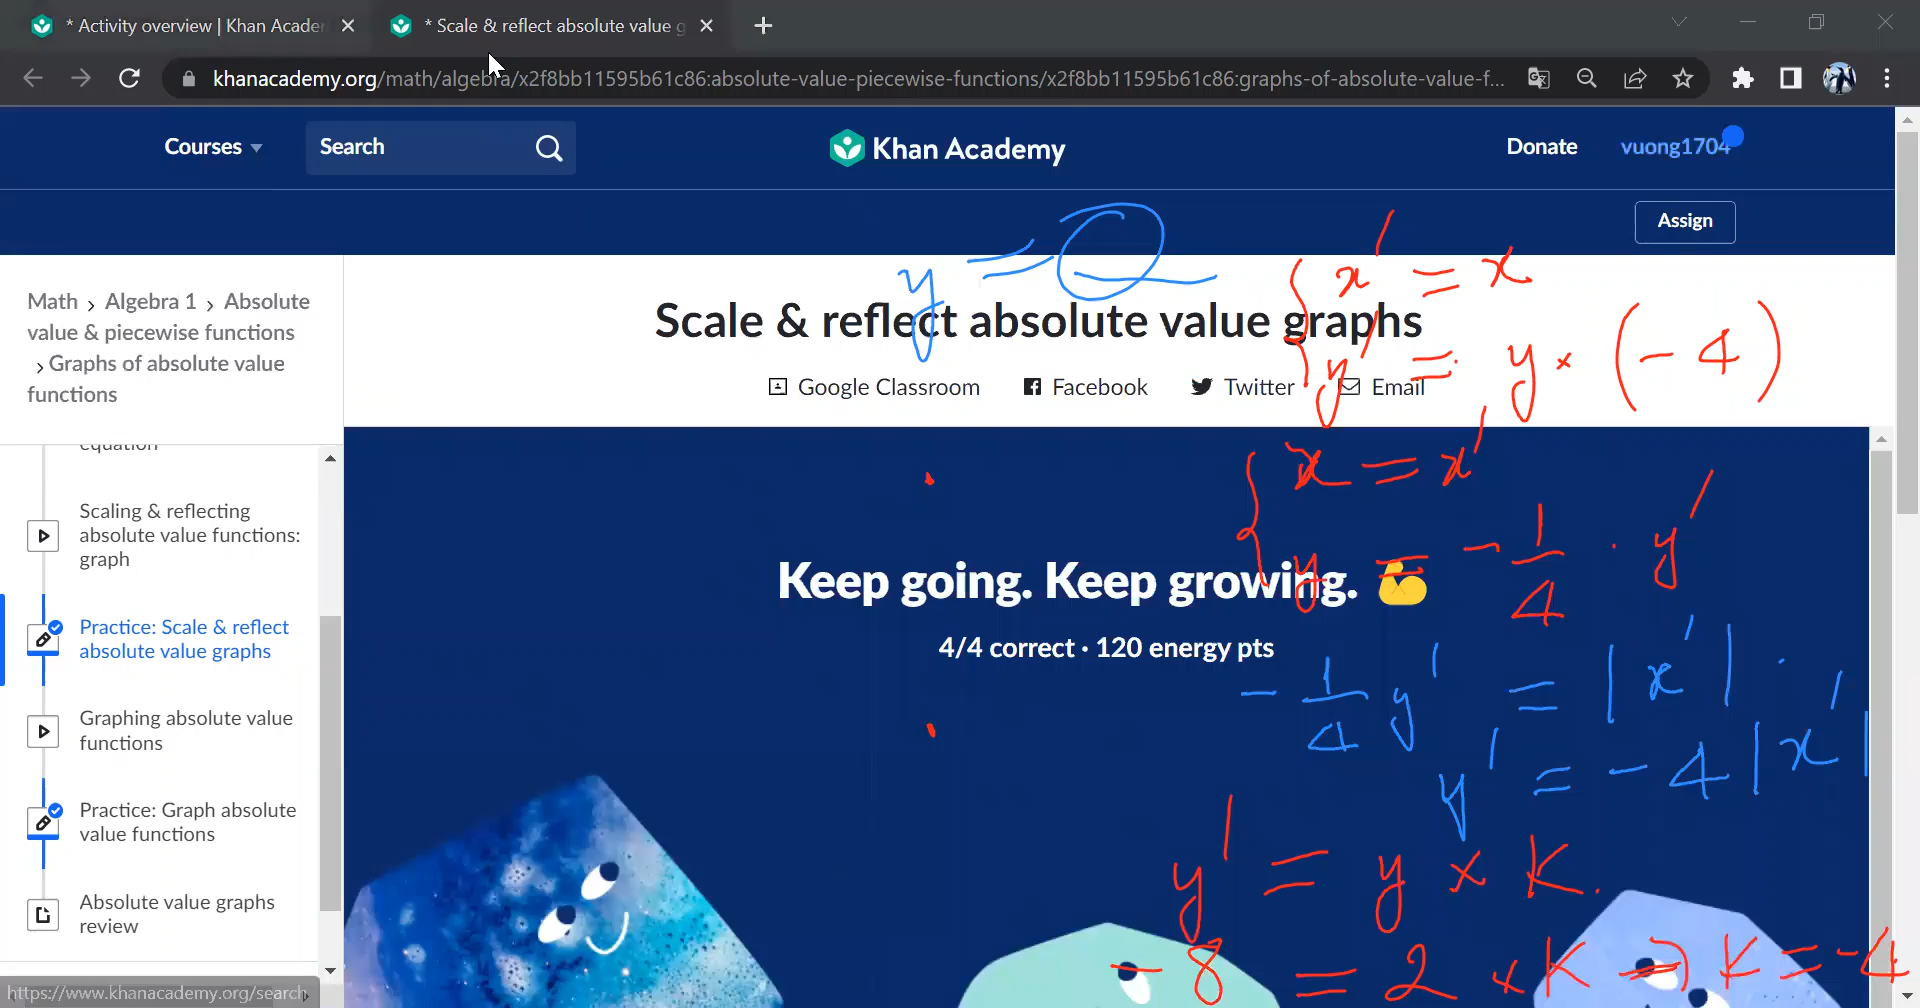 * Activity overview | Khan Acade
* Scale & reflect absolute value g
khanacademy.org/math/algebra/x2f8bb11595b61c86:absolute-value-piecewise-functions/x2f8bb11595b61c86:graphs-of-absolute-value-f...
Courses
Search
Khan Academy
Donate
vuong1704
Assign
Math > Algebra 1 > Absolute
value & piecewise functions
> Graphs of absolute value
functions
equation
Scaling & reflecting
absolute value functions:
graph
Practice: Scale & reflect
absolute value graphs
Graphing absolute value
functions
Practice: Graph absolute
value functions
Absolute value graphs
review
https://www.khanacademy.org/search
Scale & reflect absolute value graphs
Google Classroom Facebook Twitter Email
Keep going. Keep growing. 💪
4/4 correct · 120 energy pts
y =
x' = x
y' = y × (-4)
x = x'
y = -1/4 · y'
-1/4 y' = |x'|
y' = -4|x'|
y' = y × K.
-8 = 2 × K => K = -4